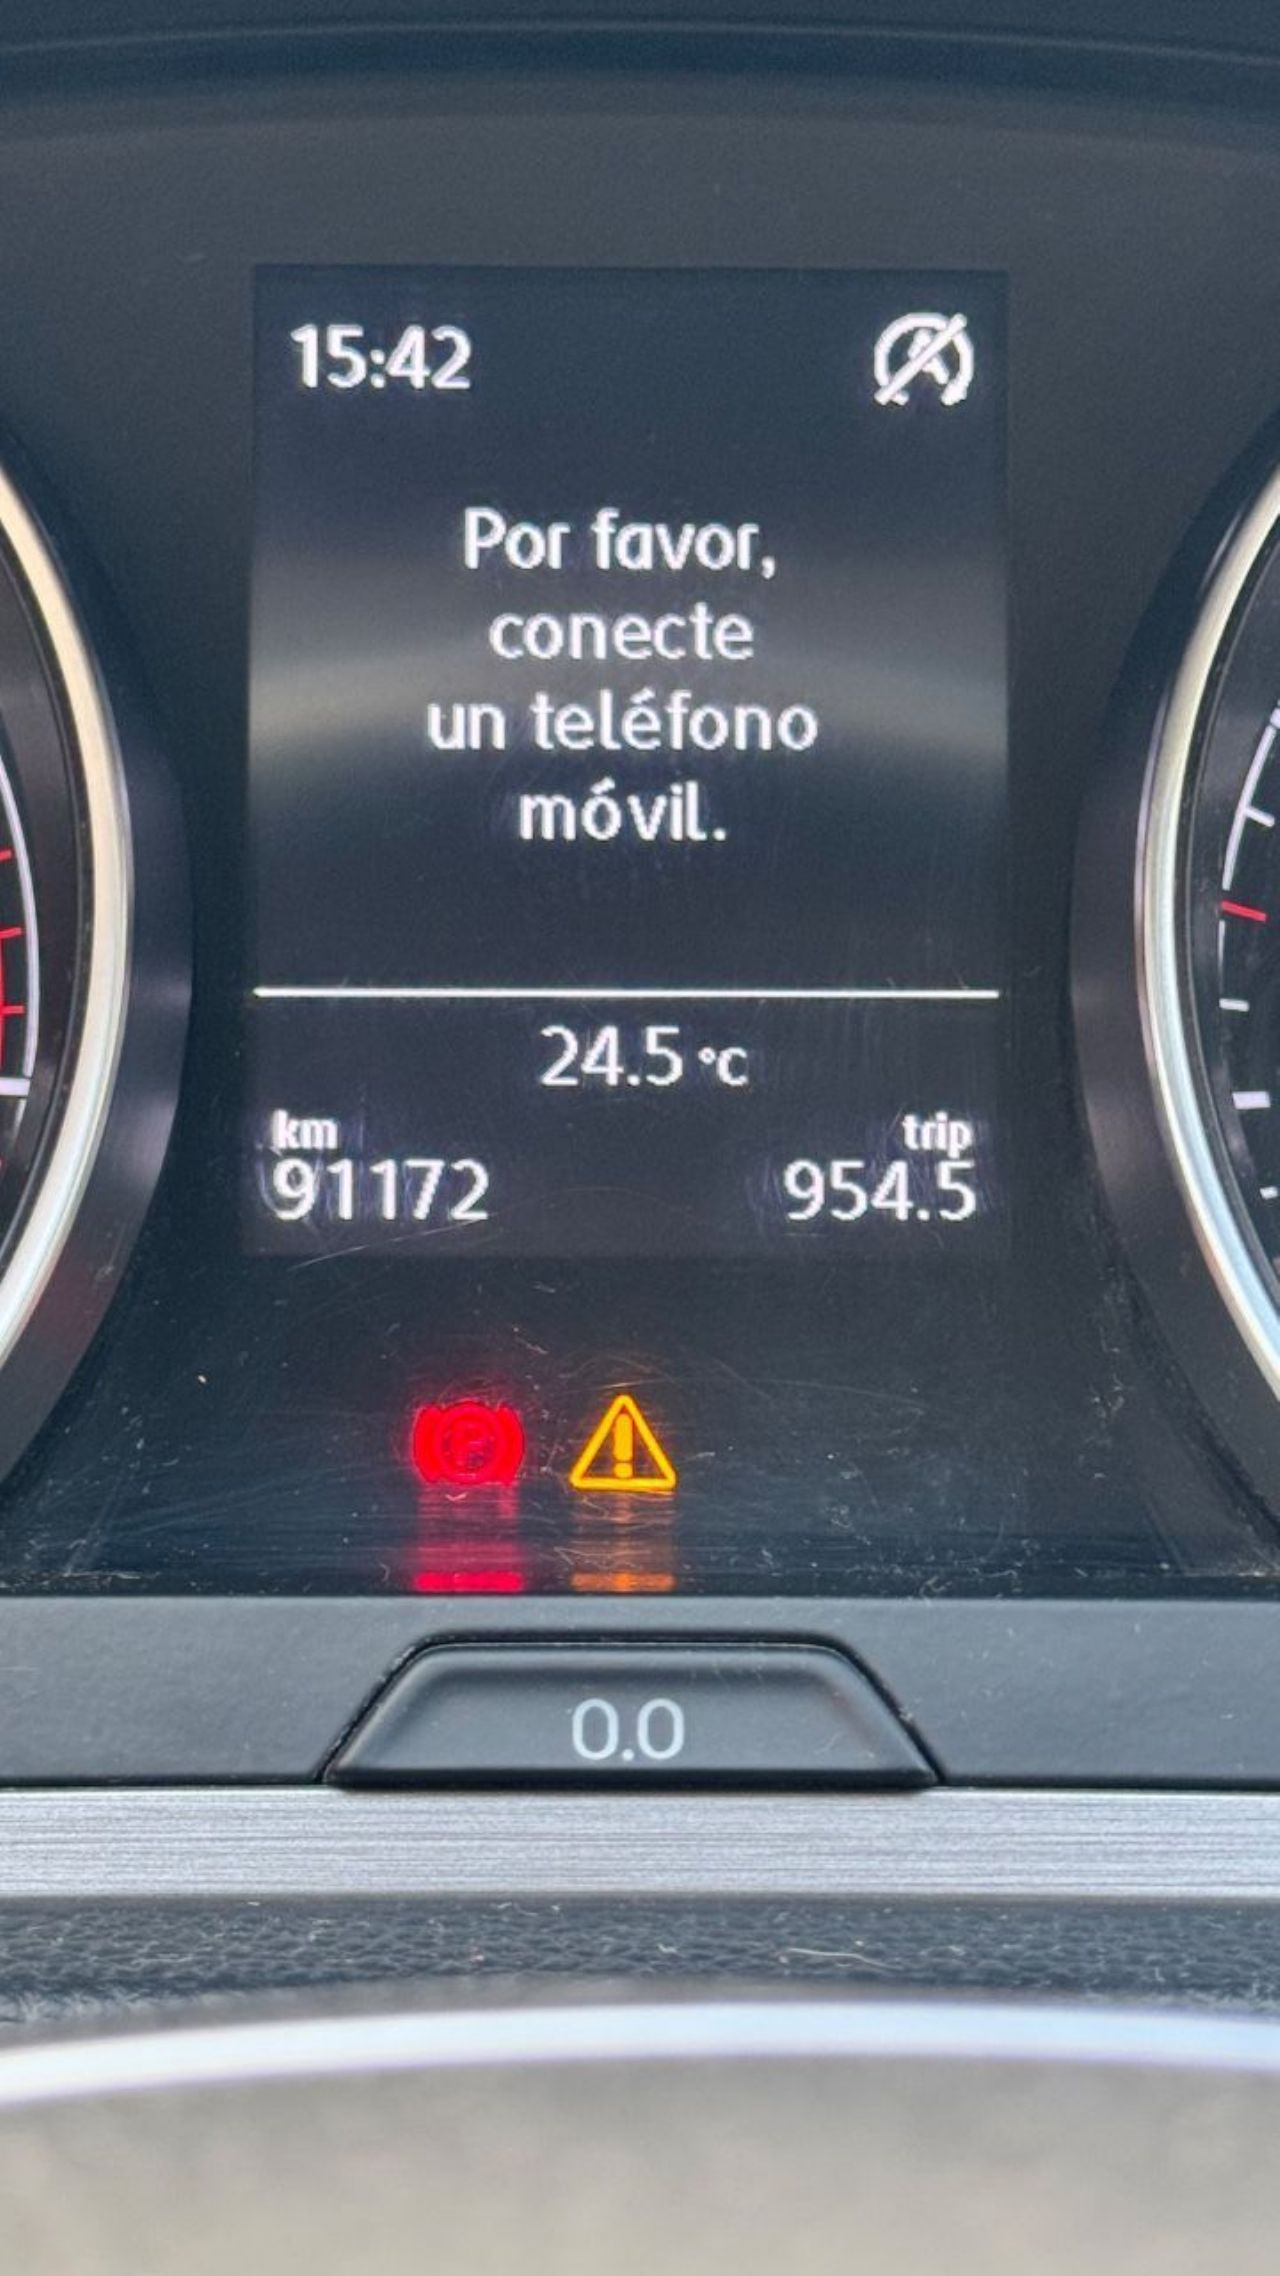 15:42
Por favor,
conecte
un teléfono
móvil.
24.5 °C
km
trip
91172
954.5
P
0.0